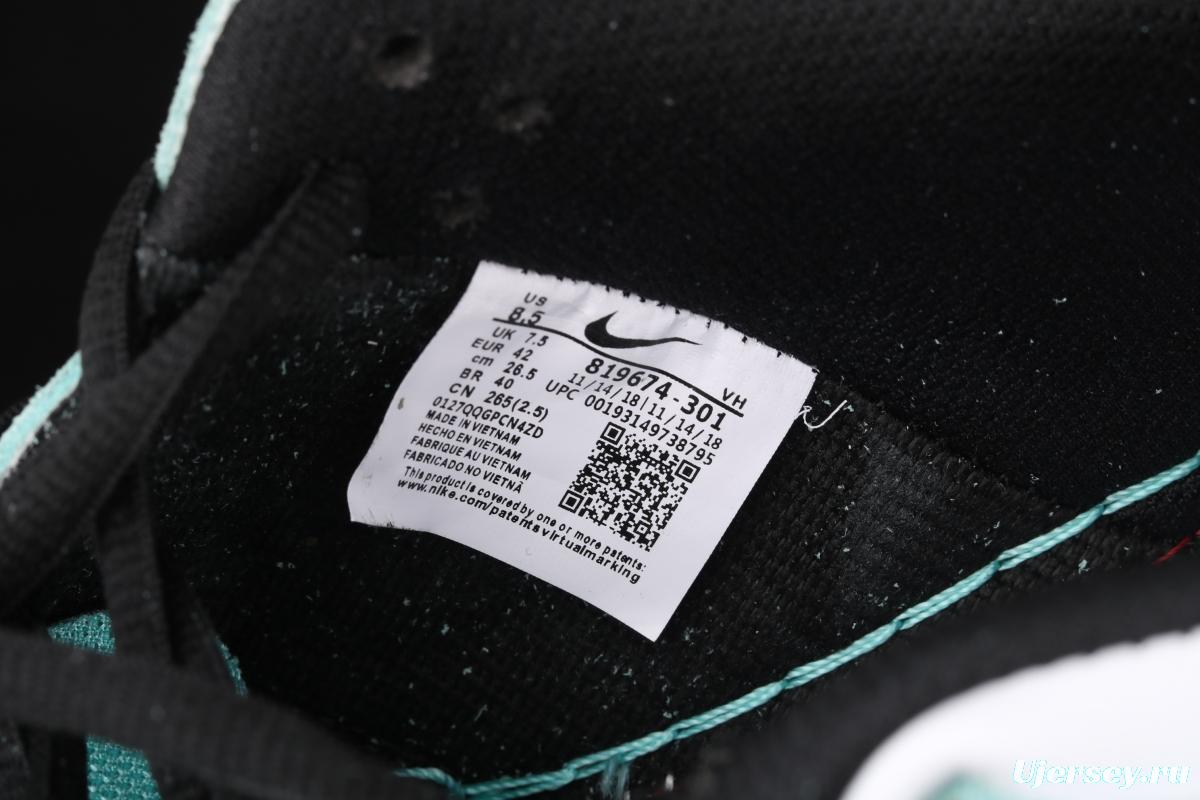 US
8.5
UK 7.5
EUR 42
cm 26.5
BR 40
CN 265(2.5)
VH
819674-301
11/14/18|11/14/18
UPC 00193149738795
0127QQGPCN4ZD
MADE IN VIETNAM
HECHO EN VIETNAM
FABRIQUE AU VIETNAM
FABRICADO NO VIETNÃ
This product is covered by one or more patents:
www.nike.com/patentsvirtualmarking
Ujersey.ru